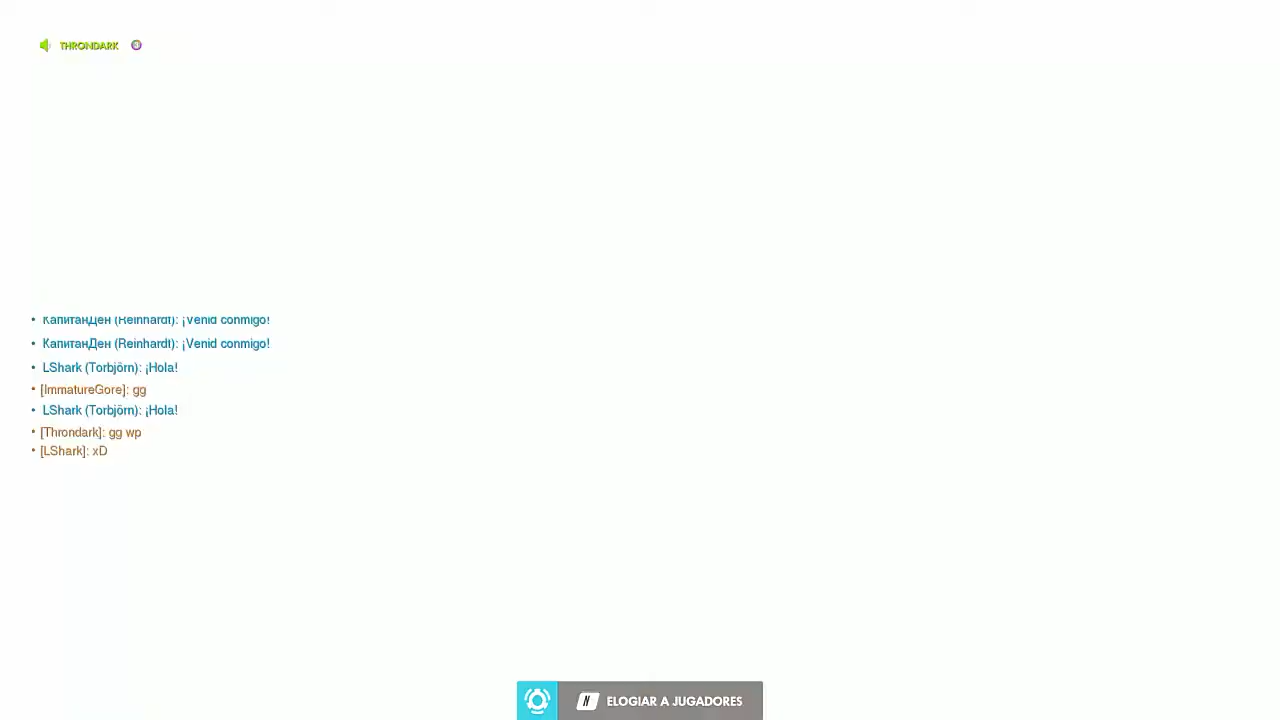 THRONDARK
• КапитанДен (Reinhardt): ¡Venid conmigo!
• КапитанДен (Reinhardt): ¡Venid conmigo!
• LShark (Torbjörn): ¡Hola!
• [ImmatureGore]: gg
• LShark (Torbjörn): ¡Hola!
• [Throndark]: gg wp
• [LShark]: xD
N ELOGIAR A JUGADORES